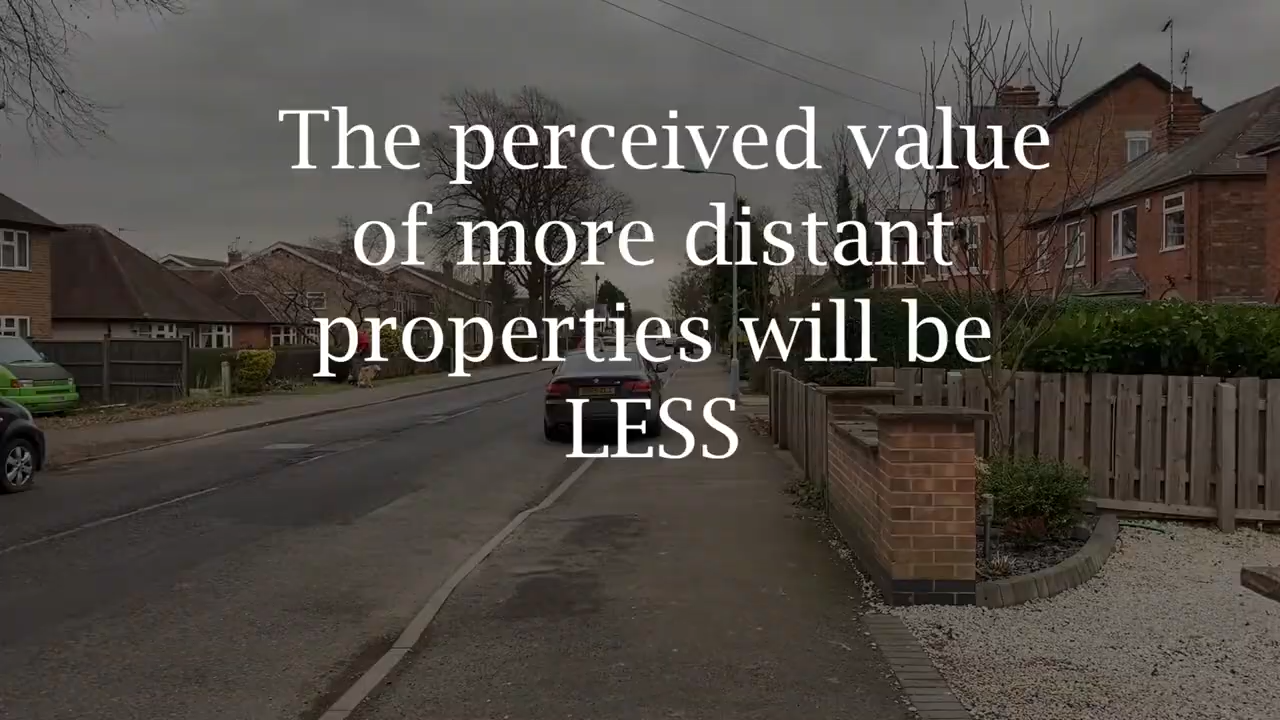 The perceived value
of more distant
properties will be
LESS